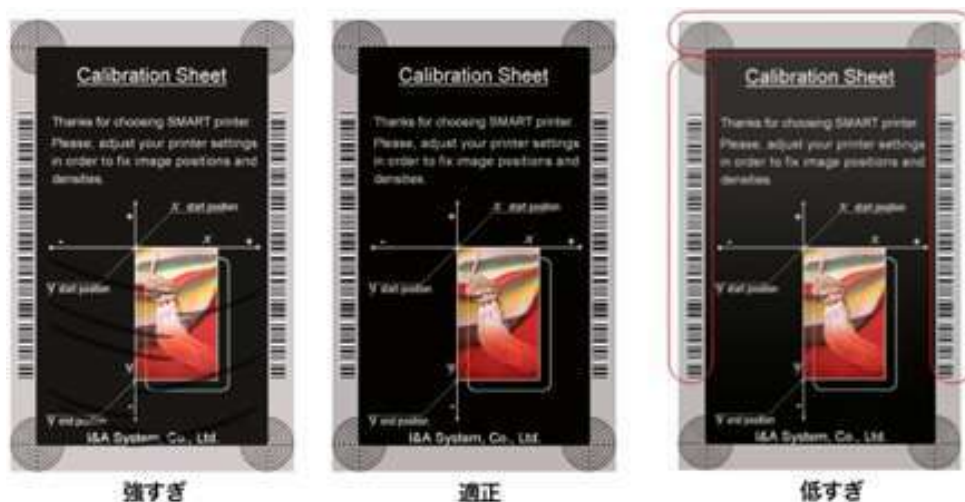 Calibration Sheet
Thanks for choosing SMART printer.
Please, adjust your printer settings
in order to fix image positions and
densities.
+
X start position
-
X
+
Y start position
Y
-
Y end position
I&A System, Co., Ltd.
強すぎ
Calibration Sheet
Thanks for choosing SMART printer.
Please, adjust your printer settings
in order to fix image positions and
densities.
+
X start position
-
X
+
Y start position
Y
-
Y end position
I&A System, Co., Ltd.
適正
Calibration Sheet
Thanks for choosing SMART printer.
Please, adjust your printer settings
in order to fix image positions and
densities.
+
X start position
-
X
+
Y start position
Y
-
Y end position
I&A System, Co., Ltd.
低すぎ